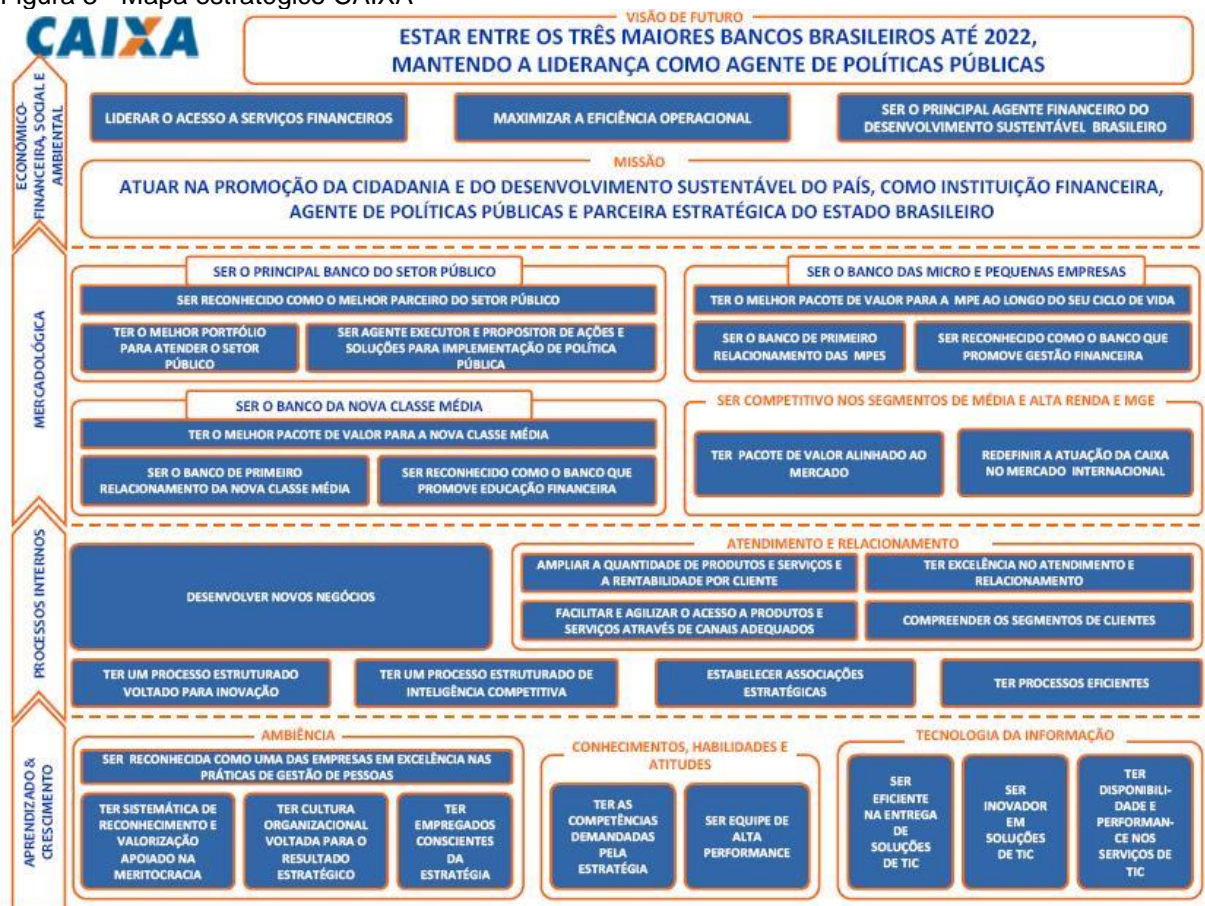 Figura 3 - Mapa estratégico CAIXA
CAIXA
VISÃO DE FUTURO
ESTAR ENTRE OS TRÊS MAIORES BANCOS BRASILEIROS ATÉ 2022,
MANTENDO A LIDERANÇA COMO AGENTE DE POLÍTICAS PÚBLICAS
ECONÔMICO-
FINANCEIRA, SOCIAL E
AMBIENTAL
LIDERAR O ACESSO A SERVIÇOS FINANCEIROS
MAXIMIZAR A EFICIÊNCIA OPERACIONAL
SER O PRINCIPAL AGENTE FINANCEIRO DO
DESENVOLVIMENTO SUSTENTÁVEL BRASILEIRO
MISSÃO
ATUAR NA PROMOÇÃO DA CIDADANIA E DO DESENVOLVIMENTO SUSTENTÁVEL DO PAÍS, COMO INSTITUIÇÃO FINANCEIRA,
AGENTE DE POLÍTICAS PÚBLICAS E PARCEIRA ESTRATÉGICA DO ESTADO BRASILEIRO
MERCADOLÓGICA
SER O PRINCIPAL BANCO DO SETOR PÚBLICO
SER RECONHECIDO COMO O MELHOR PARCEIRO DO SETOR PÚBLICO
TER O MELHOR PORTFÓLIO
PARA ATENDER O SETOR
PÚBLICO
SER AGENTE EXECUTOR E PROPOSITOR DE AÇÕES E
SOLUÇÕES PARA IMPLEMENTAÇÃO DE POLÍTICA
PÚBLICA
SER O BANCO DAS MICRO E PEQUENAS EMPRESAS
TER O MELHOR PACOTE DE VALOR PARA A MPE AO LONGO DO SEU CICLO DE VIDA
SER O BANCO DE PRIMEIRO
RELACIONAMENTO DAS MPES
SER RECONHECIDO COMO O BANCO QUE
PROMOVE GESTÃO FINANCEIRA
SER O BANCO DA NOVA CLASSE MÉDIA
TER O MELHOR PACOTE DE VALOR PARA A NOVA CLASSE MÉDIA
SER O BANCO DE PRIMEIRO
RELACIONAMENTO DA NOVA CLASSE MÉDIA
SER RECONHECIDO COMO O BANCO QUE
PROMOVE EDUCAÇÃO FINANCEIRA
SER COMPETITIVO NOS SEGMENTOS DE MÉDIA E ALTA RENDA E MGE
TER PACOTE DE VALOR ALINHADO AO
MERCADO
REDEFINIR A ATUAÇÃO DA CAIXA
NO MERCADO INTERNACIONAL
PROCESSOS INTERNOS
DESENVOLVER NOVOS NEGÓCIOS
ATENDIMENTO E RELACIONAMENTO
AMPLIAR A QUANTIDADE DE PRODUTOS E SERVIÇOS E
A RENTABILIDADE POR CLIENTE
TER EXCELÊNCIA NO ATENDIMENTO E
RELACIONAMENTO
FACILITAR E AGILIZAR O ACESSO A PRODUTOS E
SERVIÇOS ATRAVÉS DE CANAIS ADEQUADOS
COMPREENDER OS SEGMENTOS DE CLIENTES
TER UM PROCESSO ESTRUTURADO
VOLTADO PARA INOVAÇÃO
TER UM PROCESSO ESTRUTURADO DE
INTELIGÊNCIA COMPETITIVA
ESTABELECER ASSOCIAÇÕES
ESTRATÉGICAS
TER PROCESSOS EFICIENTES
APRENDIZADO &
CRESCIMENTO
AMBIÊNCIA
SER RECONHECIDA COMO UMA DAS EMPRESAS EM EXCELÊNCIA NAS
PRÁTICAS DE GESTÃO DE PESSOAS
TER SISTEMÁTICA DE
RECONHECIMENTO E
VALORIZAÇÃO
APOIADO NA
MERITOCRACIA
TER CULTURA
ORGANIZACIONAL
VOLTADA PARA O
RESULTADO
ESTRATÉGICO
TER
EMPREGADOS
CONSCIENTES
DA
ESTRATÉGIA
CONHECIMENTOS, HABILIDADES E
ATITUDES
TER AS
COMPETÊNCIAS
DEMANDADAS
PELA
ESTRATÉGIA
SER EQUIPE DE
ALTA
PERFORMANCE
TECNOLOGIA DA INFORMAÇÃO
SER
EFICIENTE
NA ENTREGA
DE
SOLUÇÕES
DE TIC
SER
INOVADOR
EM
SOLUÇÕES
DE TIC
TER
DISPONIBILI-
DADE E
PERFORMAN-
CE NOS
SERVIÇOS DE
TIC